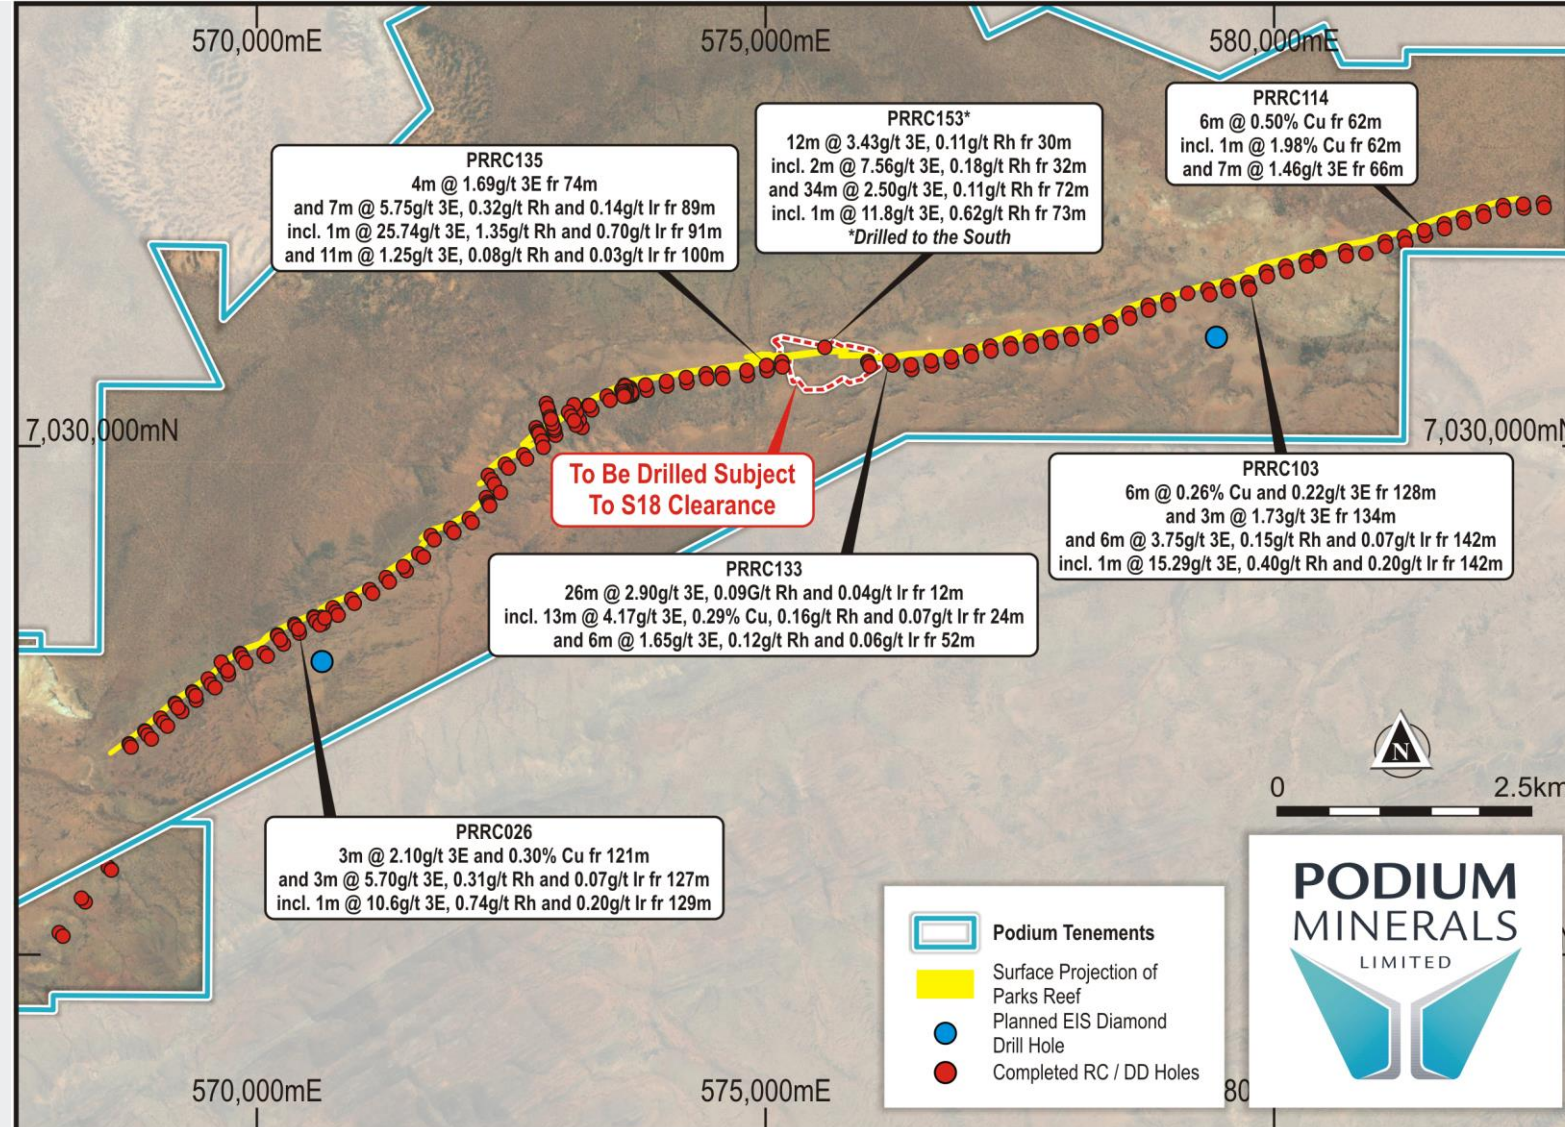 570,000mE
575,000mE
580,000mE
PRRC114
6m @ 0.50% Cu fr 62m
incl. 1m @ 1.98% Cu fr 62m
and 7m @ 1.46g/t 3E fr 66m
PRRC153*
12m @ 3.43g/t 3E, 0.11g/t Rh fr 30m
incl. 2m @ 7.56g/t 3E, 0.18g/t Rh fr 32m
and 34m @ 2.50g/t 3E, 0.11g/t Rh fr 72m
incl. 1m @ 11.8g/t 3E, 0.62g/t Rh fr 73m
*Drilled to the South
PRRC135
4m @ 1.69g/t 3E fr 74m
and 7m @ 5.75g/t 3E, 0.32g/t Rh and 0.14g/t Ir fr 89m
incl. 1m @ 25.74g/t 3E, 1.35g/t Rh and 0.70g/t Ir fr 91m
and 11m @ 1.25g/t 3E, 0.08g/t Rh and 0.03g/t Ir fr 100m
7,030,000mN
7,030,000mN
To Be Drilled Subject
To S18 Clearance
PRRC103
6m @ 0.26% Cu and 0.22g/t 3E fr 128m
and 3m @ 1.73g/t 3E fr 134m
and 6m @ 3.75g/t 3E, 0.15g/t Rh and 0.07g/t Ir fr 142m
incl. 1m @ 15.29g/t 3E, 0.40g/t Rh and 0.20g/t Ir fr 142m
PRRC133
26m @ 2.90g/t 3E, 0.09G/t Rh and 0.04g/t Ir fr 12m
incl. 13m @ 4.17g/t 3E, 0.29% Cu, 0.16g/t Rh and 0.07g/t Ir fr 24m
and 6m @ 1.65g/t 3E, 0.12g/t Rh and 0.06g/t Ir fr 52m
N
0 2.5km
PRRC026
3m @ 2.10g/t 3E and 0.30% Cu fr 121m
and 3m @ 5.70g/t 3E, 0.31g/t Rh and 0.07g/t Ir fr 127m
incl. 1m @ 10.6g/t 3E, 0.74g/t Rh and 0.20g/t Ir fr 129m
Podium Tenements
Surface Projection of
Parks Reef
Planned EIS Diamond
Drill Hole
Completed RC / DD Holes
PODIUM
MINERALS
LIMITED
570,000mE
575,000mE
80